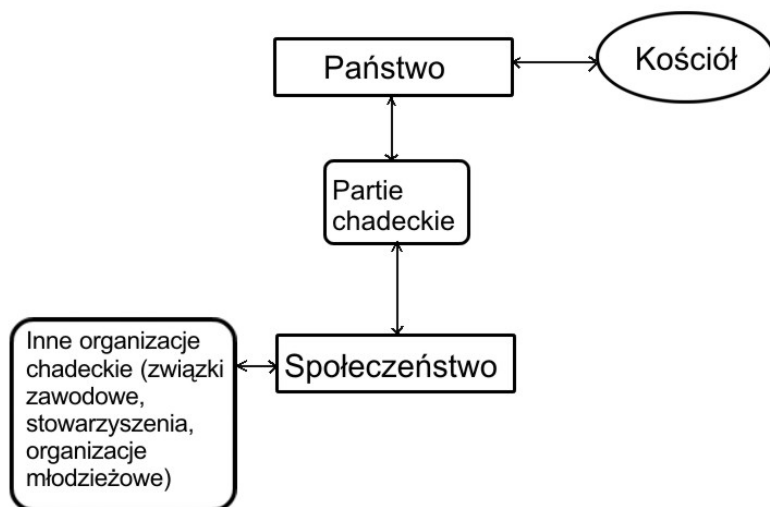 Państwo
Kościół
Partie
chadeckie
Inne organizacje
chadeckie (związki
zawodowe,
stowarzyszenia,
organizacje
młodzieżowe)
Społeczeństwo